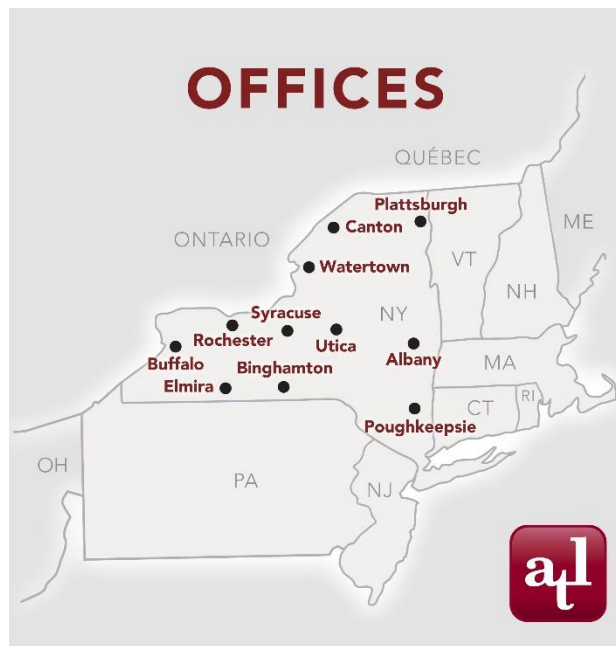 OFFICES
QUÉBEC
Plattsburgh
Canton
ONTARIO
ME
VT
Watertown
NH
Syracuse
NY
Rochester
Utica
Buffalo
Albany
MA
Elmira
Binghamton
Poughkeepsie
CT
RI
OH
PA
NJ
atl